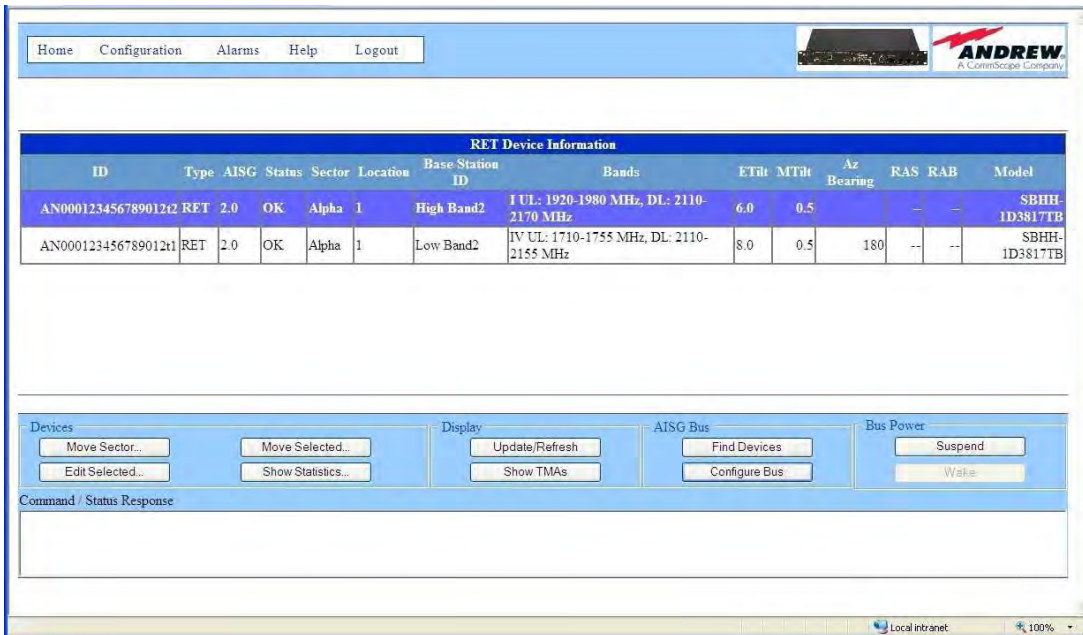 Home Configuration Alarms Help Logout
ANDREW.
A CommScope Company
RET Device Information
ID Type AISG Status Sector Location Base Station ID Bands ETilt MTilt Az Bearing RAS RAB Model
AN000123456789012t2 RET 2.0 OK Alpha 1 High Band2 I UL: 1920-1980 MHz, DL: 2110-2170 MHz 6.0 0.5 -- -- SBHH-1D3817TB
AN000123456789012t1 RET 2.0 OK Alpha 1 Low Band2 IV UL: 1710-1755 MHz, DL: 2110-2155 MHz 8.0 0.5 180 -- -- SBHH-1D3817TB
Devices Display AISG Bus Bus Power
Move Sector... Move Selected... Update/Refresh Find Devices Suspend
Edit Selected... Show Statistics... Show TMAs Configure Bus Wake
Command / Status Response
Local intranet 100%